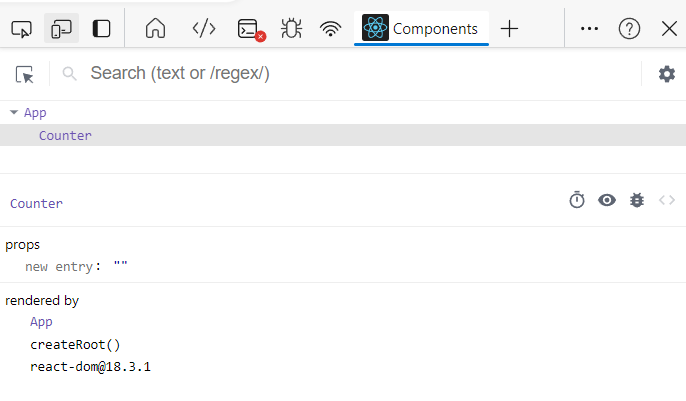 Components
Search (text or /regex/)
App
Counter
Counter
props
new entry: ""
rendered by
App
createRoot()
react-dom@18.3.1